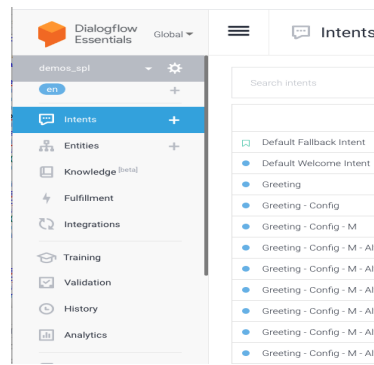 Dialogflow
Essentials
Global
Intents
demos_spl
en
Search intents
Intents
Entities
Knowledge [beta]
Fulfillment
Integrations
Training
Validation
History
Analytics
Default Fallback Intent
Default Welcome Intent
Greeting
Greeting - Config
Greeting - Config - M
Greeting - Config - M - Al
Greeting - Config - M - Al
Greeting - Config - M - Al
Greeting - Config - M - Al
Greeting - Config - M - Al
Greeting - Config - M - Al